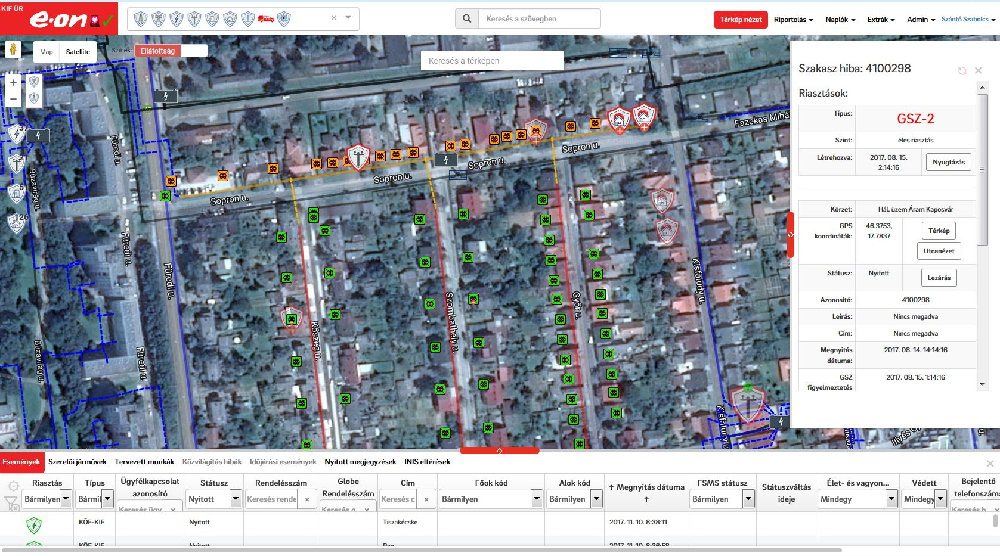 KIF ÜR
e-on
Keresés a szövegben
Térkép nézet
Riportolás
Naplók
Extrák
Admin
Szántó Szabolcs
Map
Satellite
Színek:
Ellátottság
Keresés a térképen
+
−
37
2
5
126
Füredi u.
Füredi u.
Füredi u.
Füredi u.
Búzavirág u.
Búzavirág u.
Sopron u.
Sopron u.
Sopron u.
Sopron u.
Fazekas Mihá
Kőszeg u.
Szombathely u.
Győr u.
Kisfaludy u.
Kisfaludy u.
Szakasz hiba: 4100298
Riasztások:
Típus:
GSZ-2
Szint:
éles riasztás
Létrehozva:
2017. 08. 15.
2:14:16
Nyugtázás
Körzet:
Hál. üzem Áram Kaposvár
GPS
koordináták:
46.3753,
17.7837
Térkép
Utcanézet
Státusz:
Nyitott
Lezárás
Azonosító:
4100298
Leírás:
Nincs megadva
Cím:
Nincs megadva
Megnyitás
dátuma:
2017. 08. 14. 14:14:16
GSZ
figyelmeztetés
2017. 08. 15. 1:14:16
Események
Szerelői járművek
Tervezett munkák
Közvilágítás hibák
Időjárási események
Nyitott megjegyzések
INIS eltérések
Riasztás
Típus
Ügyfélkapcsolat
azonosító
Státusz
Rendelésszám
Globe
Rendelésszám
Cím
Főok kód
Alok kód
Megnyitás dátuma
FSMS státusz
Státuszváltás
ideje
Élet- és vagyon...
Védett
Bejelentő
telefonszáma
Bármilyen
Bármil
Keresés ügy
Nyitott
Keresés rende
Keresés g
Keresés c
Bármilyen
Bármilyen
Bármilyen
Mindegy
Mindegy
Keresés b
KÖF-KIF
Nyitott
Tiszakécske
2017. 11. 10. 8:38:11
KÖF-KIF
Nyitott
2017. 11. 10. 8:36:58